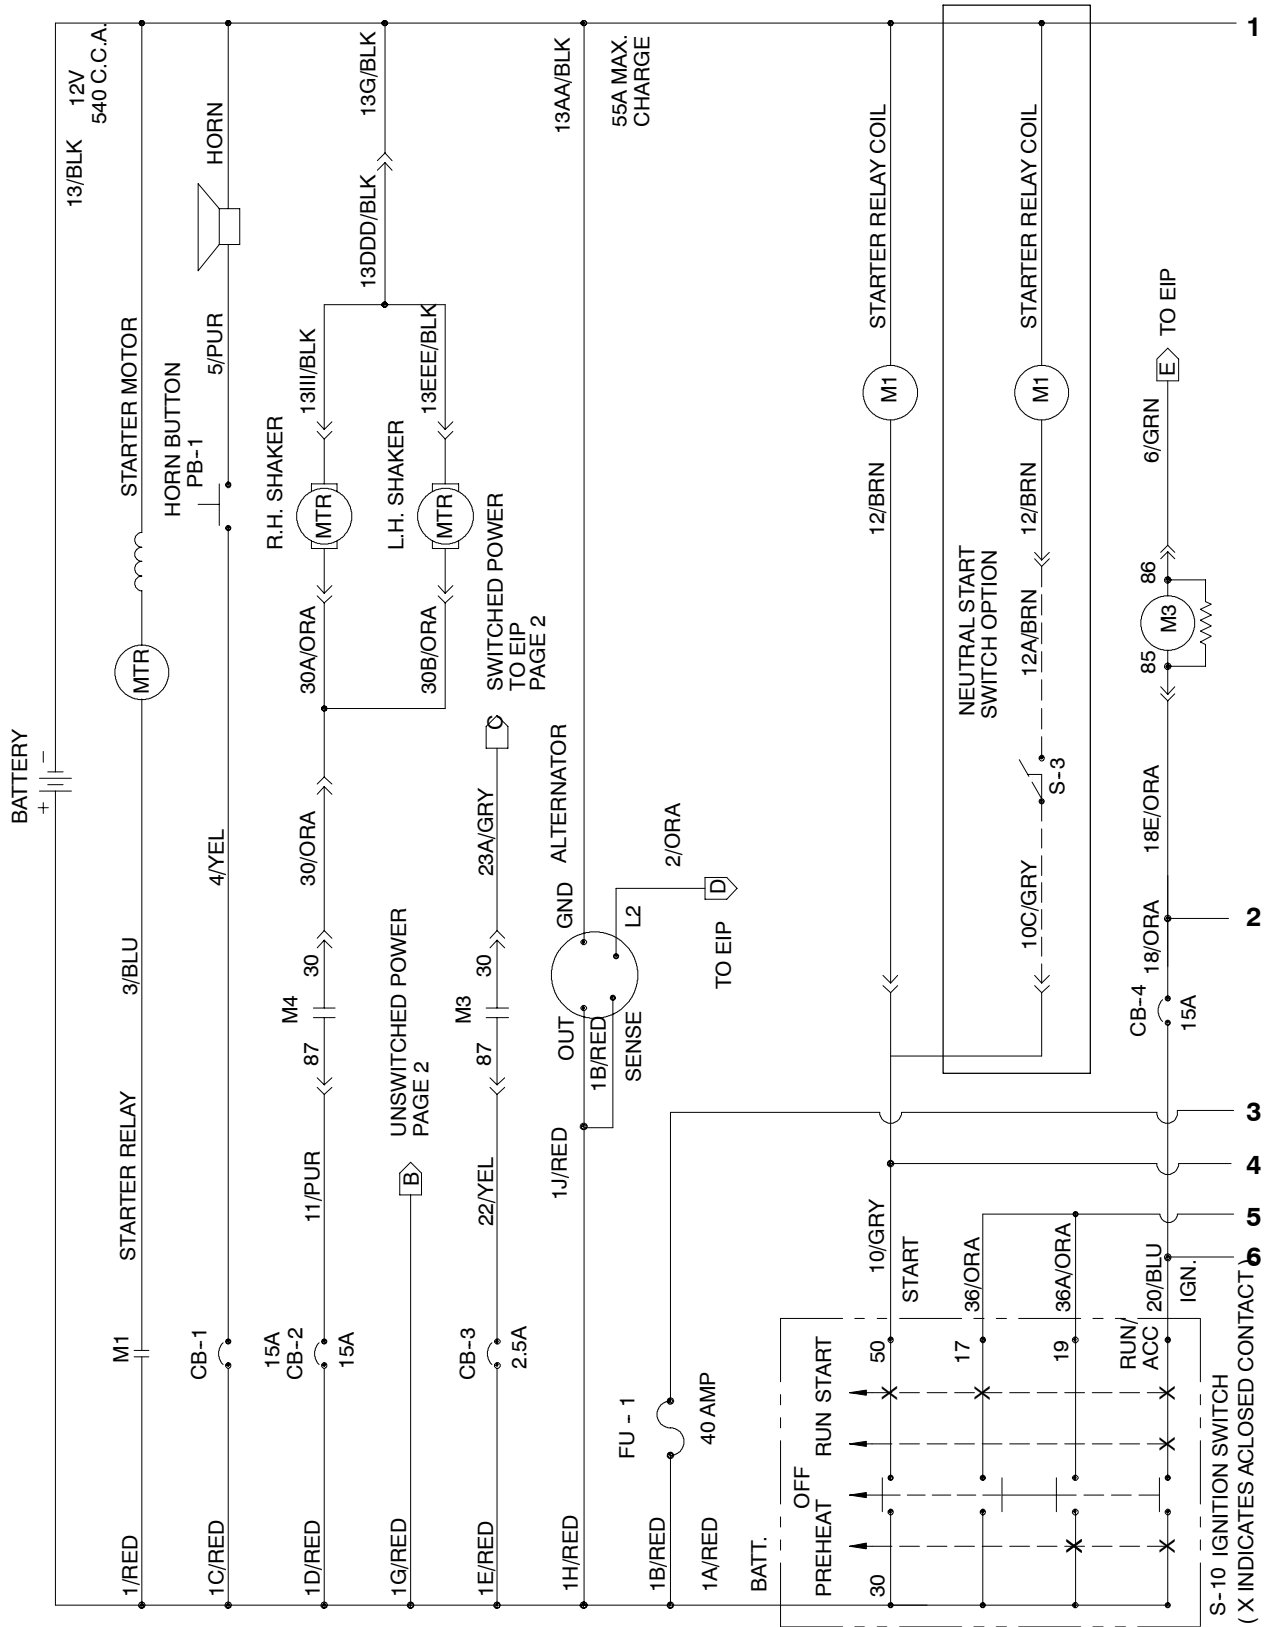 BATTERY
+
−
13/BLK
12V
540 C.C.A.
1/RED
M1
STARTER RELAY
3/BLU
MTR
STARTER MOTOR
1C/RED
CB-1
15A
4/YEL
HORN BUTTON
PB-1
5/PUR
HORN
1D/RED
CB-2
15A
11/PUR
87
M4
30
30/ORA
30A/ORA
MTR
R.H. SHAKER
13III/BLK
30B/ORA
MTR
L.H. SHAKER
13EEE/BLK
13DDD/BLK
13G/BLK
1G/RED
B
UNSWITCHED POWER
PAGE 2
1E/RED
CB-3
2.5A
22/YEL
87
M3
30
23A/GRY
C
SWITCHED POWER
TO EIP
PAGE 2
1H/RED
1J/RED
OUT
1B/RED
SENSE
GND
ALTERNATOR
L2
2/ORA
D
TO EIP
13AA/BLK
55A MAX.
CHARGE
1B/RED
FU - 1
40 AMP
1A/RED
BATT.
PREHEAT
OFF
RUN
START
30
50
10/GRY
START
17
36/ORA
19
36A/ORA
RUN/
ACC
20/BLU
IGN.
S-10 IGNITION SWITCH
( X INDICATES ACLOSED CONTACT )
12/BRN
M1
STARTER RELAY COIL
NEUTRAL START
SWITCH OPTION
10C/GRY
S-3
12A/BRN
12/BRN
M1
STARTER RELAY COIL
CB-4
15A
18/ORA
18E/ORA
85
M3
86
6/GRN
E
TO EIP
1
2
3
4
5
6